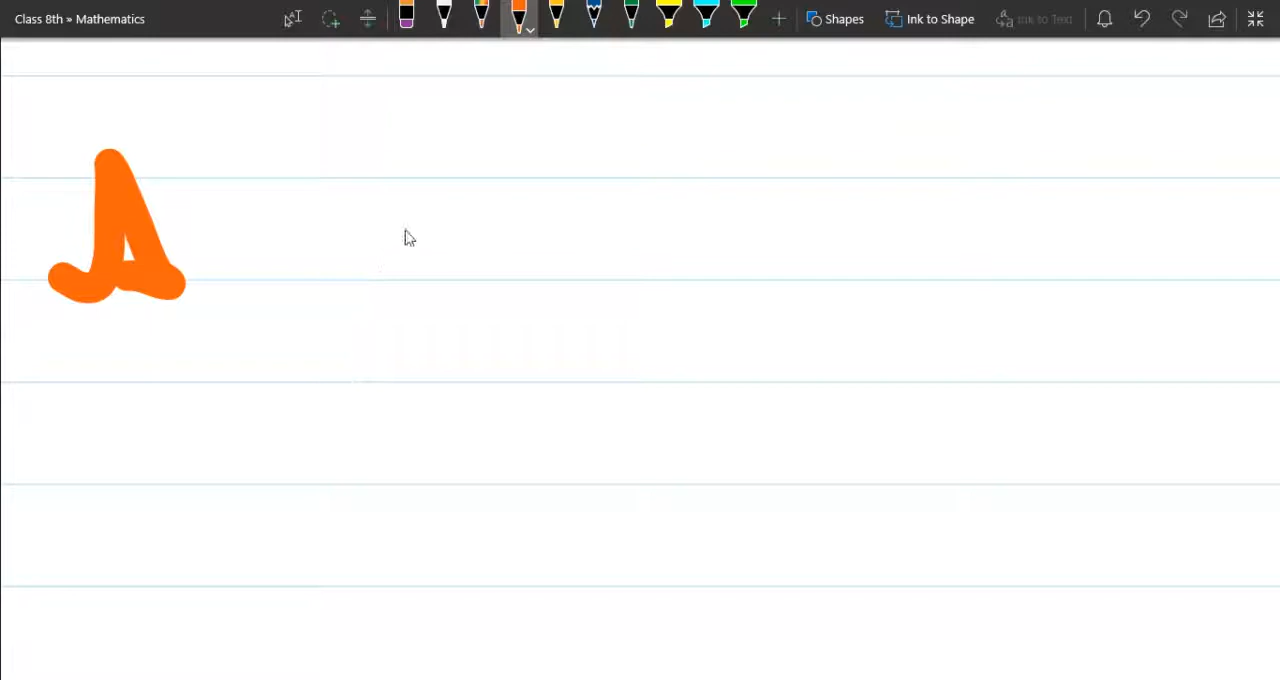 Class 8th » Mathematics
Shapes
Ink to Shape
Ink to Text
A